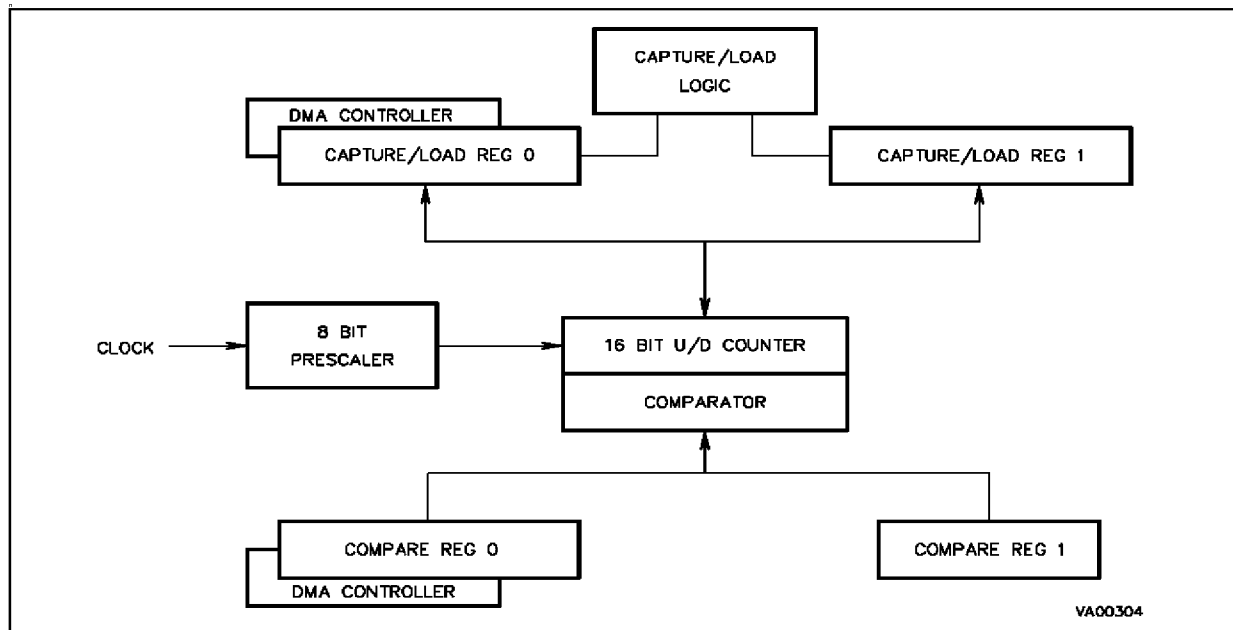 CAPTURE/LOAD
LOGIC
DMA CONTROLLER
CAPTURE/LOAD REG 0
CAPTURE/LOAD REG 1
CLOCK
8 BIT
PRESCALER
16 BIT U/D COUNTER
COMPARATOR
COMPARE REG 0
COMPARE REG 1
DMA CONTROLLER
VA00304